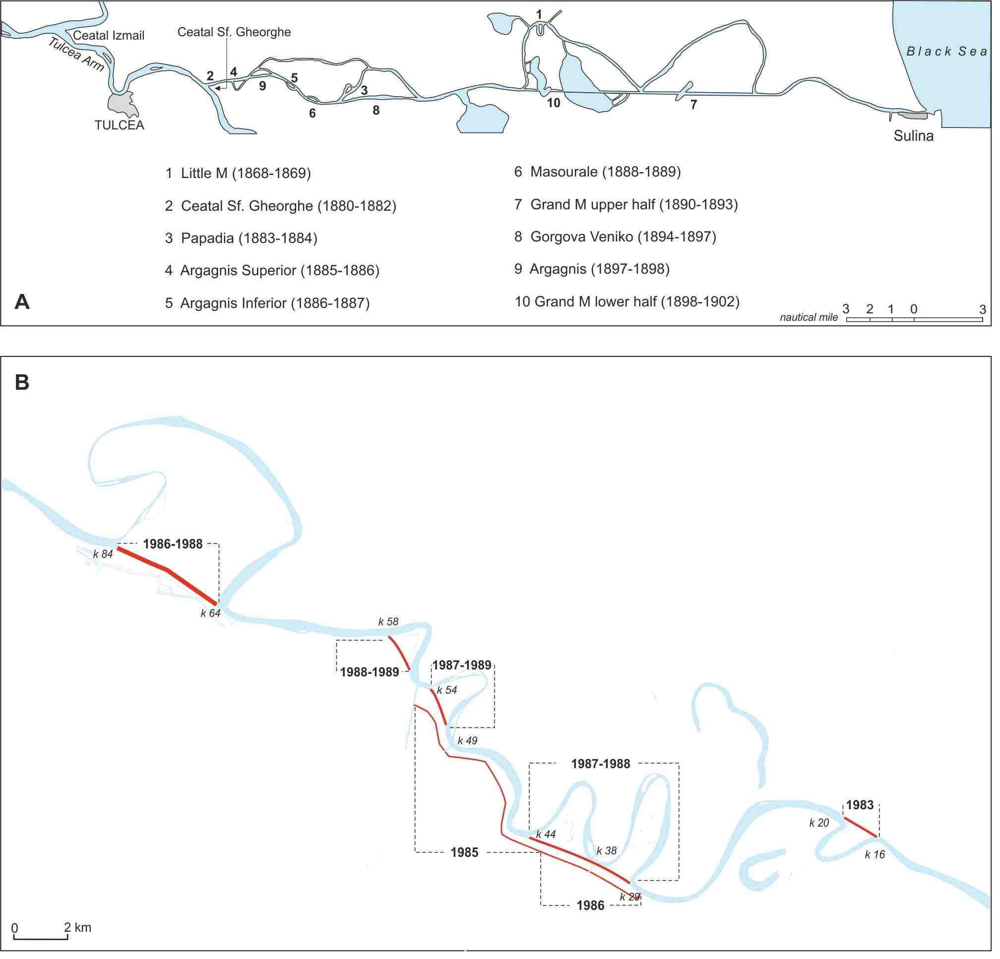 1
Ceatal Sf. Gheorghe
Ceatal Izmail
Black Sea
Tulcea Arm
2
4
5
9
3
10
7
6
8
TULCEA
Sulina
1 Little M (1868-1869)
2 Ceatal Sf. Gheorghe (1880-1882)
3 Papadia (1883-1884)
4 Argagnis Superior (1885-1886)
5 Argagnis Inferior (1886-1887)
6 Masourale (1888-1889)
7 Grand M upper half (1890-1893)
8 Gorgova Veniko (1894-1897)
9 Argagnis (1897-1898)
10 Grand M lower half (1898-1902)
A
nautical mile
3 2 1 0 3
B
1986-1988
k 84
k 64
k 58
1988-1989
1987-1989
k 54
k 49
1987-1988
1983
k 20
k 44
k 38
1985
k 16
k 29
1986
0 2 km